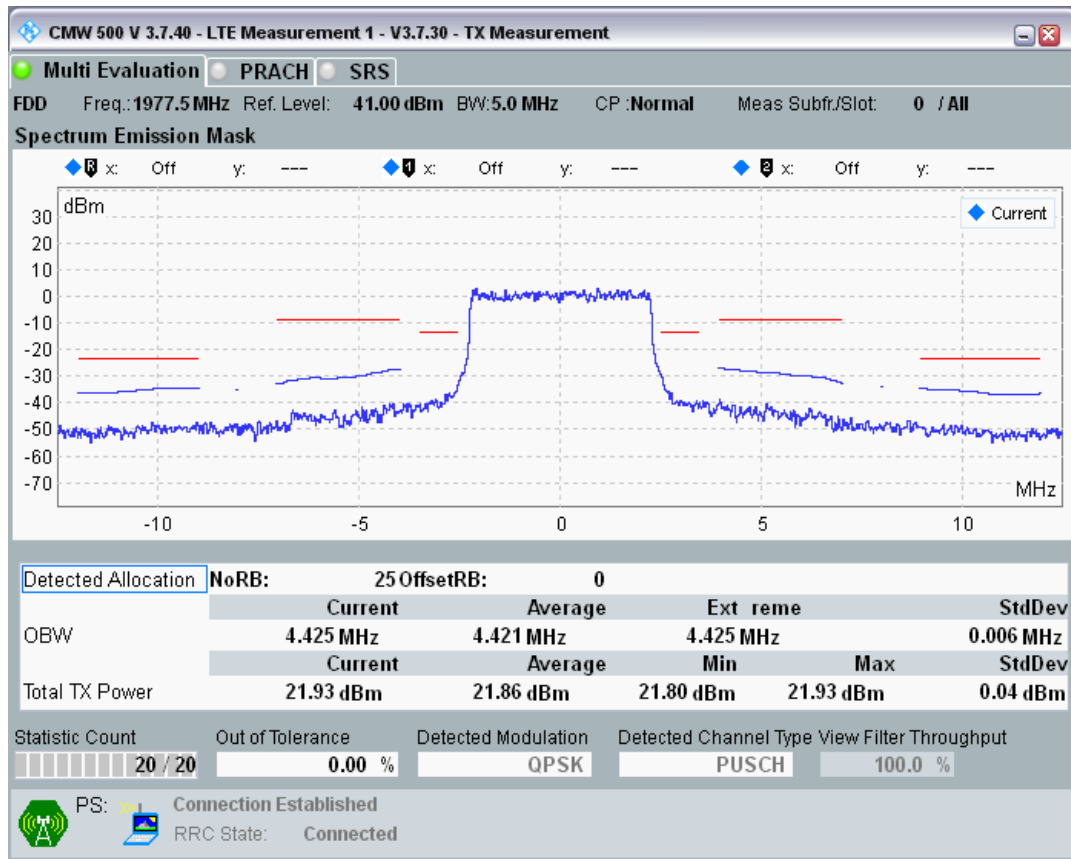 CMW 500 V 3.7.40 - LTE Measurement 1 - V3.7.30 - TX Measurement
Multi Evaluation PRACH SRS
FDD Freq.:1977.5 MHz Ref. Level: 41.00 dBm BW:5.0 MHz CP :Normal Meas Subfr./Slot: 0 / All
Spectrum Emission Mask
R x: Off y: --- 1 x: Off y: --- 2 x: Off y: ---
dBm
Current
30
20
10
0
-10
-20
-30
-40
-50
-60
-70
MHz
-10 -5 0 5 10
Detected Allocation NoRB: 25 OffsetRB: 0
Current Average Ext reme StdDev
OBW 4.425 MHz 4.421 MHz 4.425 MHz 0.006 MHz
Current Average Min Max StdDev
Total TX Power 21.93 dBm 21.86 dBm 21.80 dBm 21.93 dBm 0.04 dBm
Statistic Count Out of Tolerance Detected Modulation Detected Channel Type View Filter Throughput
20 / 20 0.00 % QPSK PUSCH 100.0 %
PS: Connection Established
RRC State: Connected